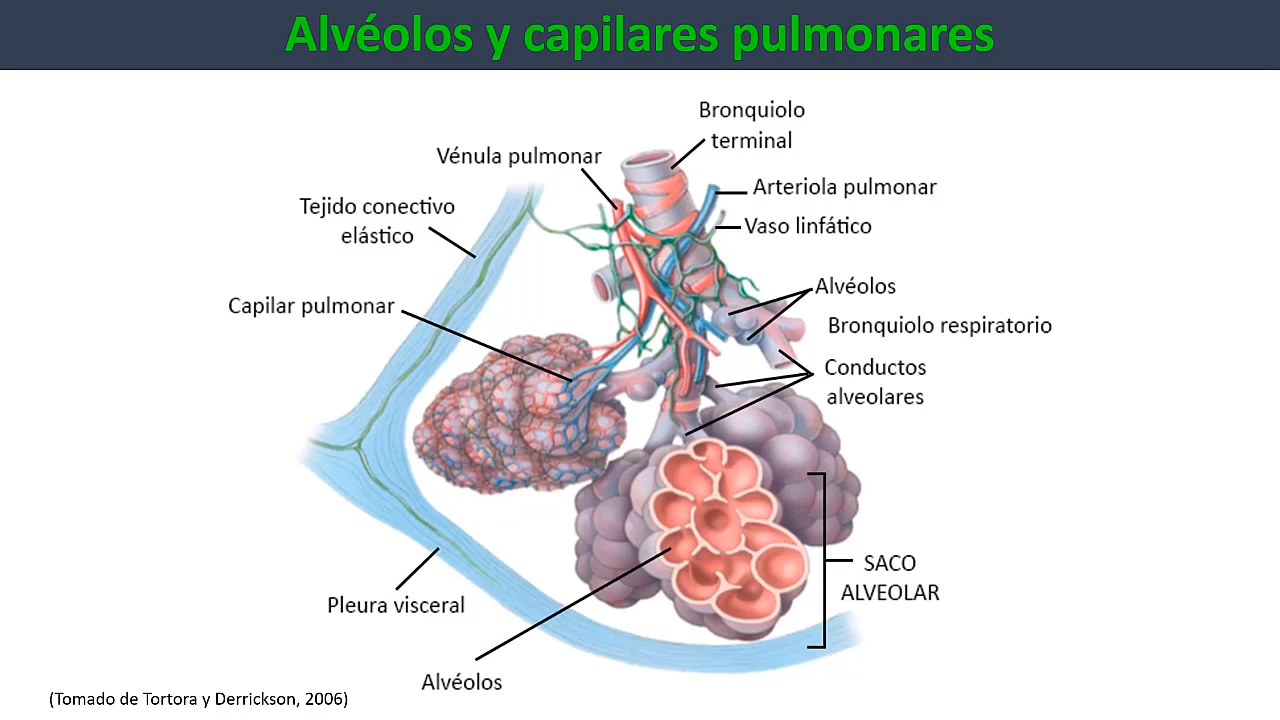 Alvéolos y capilares pulmonares
Bronquiolo
terminal
Vénula pulmonar
Arteriola pulmonar
Tejido conectivo
elástico
Vaso linfático
Alvéolos
Capilar pulmonar
Bronquiolo respiratorio
Conductos
alveolares
SACO
ALVEOLAR
Pleura visceral
Alvéolos
(Tomado de Tortora y Derrickson, 2006)